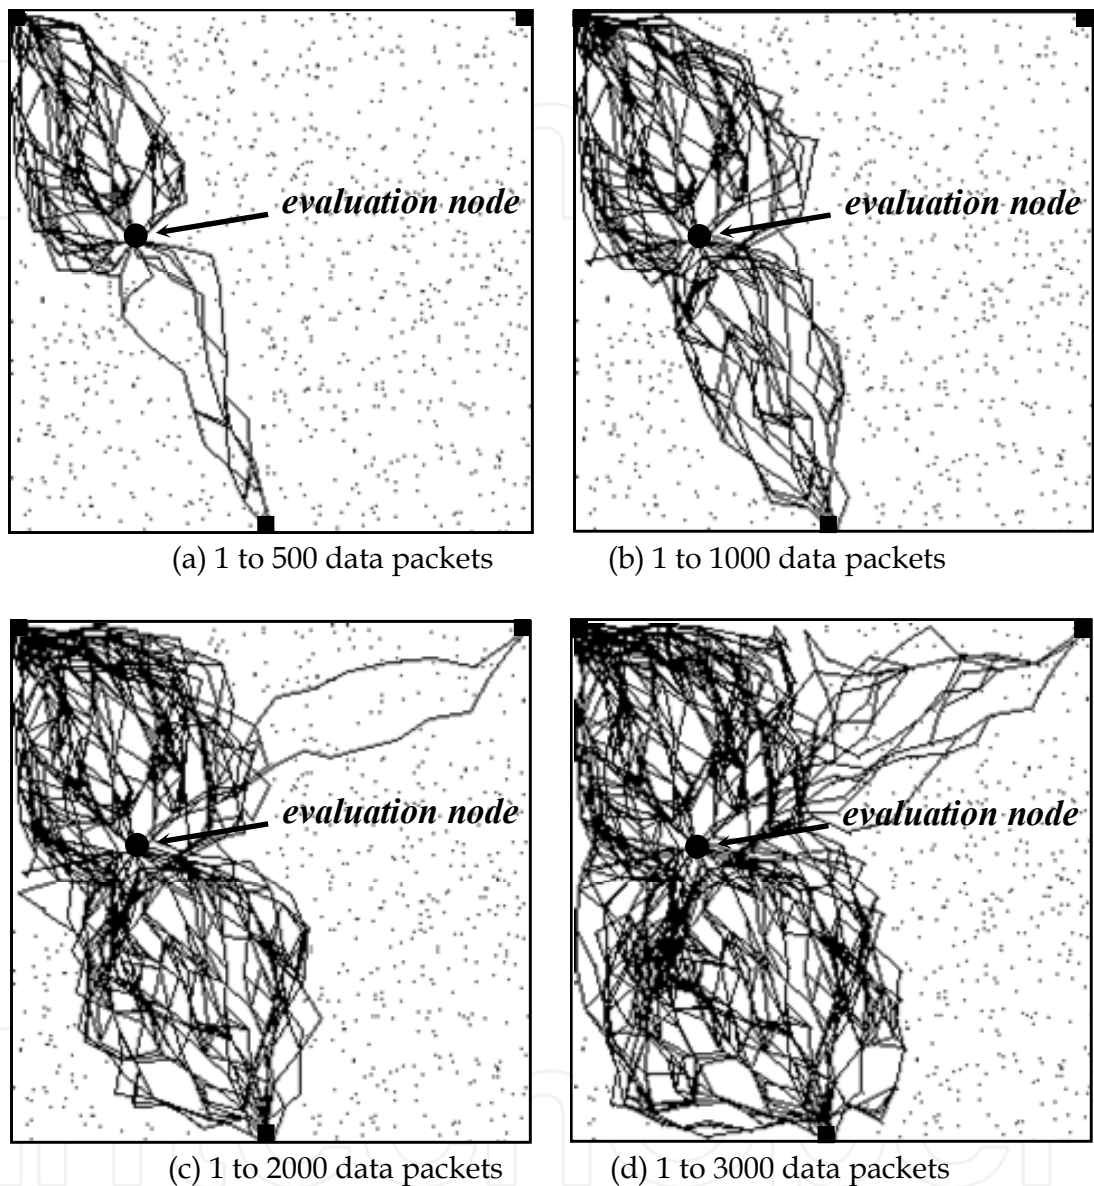 evaluation node
evaluation node
(a) 1 to 500 data packets
(b) 1 to 1000 data packets
evaluation node
evaluation node
(c) 1 to 2000 data packets
(d) 1 to 3000 data packets